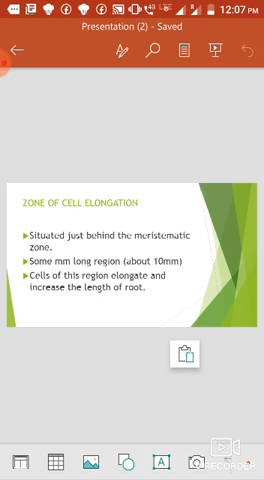 12:07 PM
Presentation (2) - Saved
ZONE OF CELL ELONGATION
Situated just behind the meristematic
zone.
Some mm long region (about 10mm)
Cells of this region elongate and
increase the length of root.
RECORDER